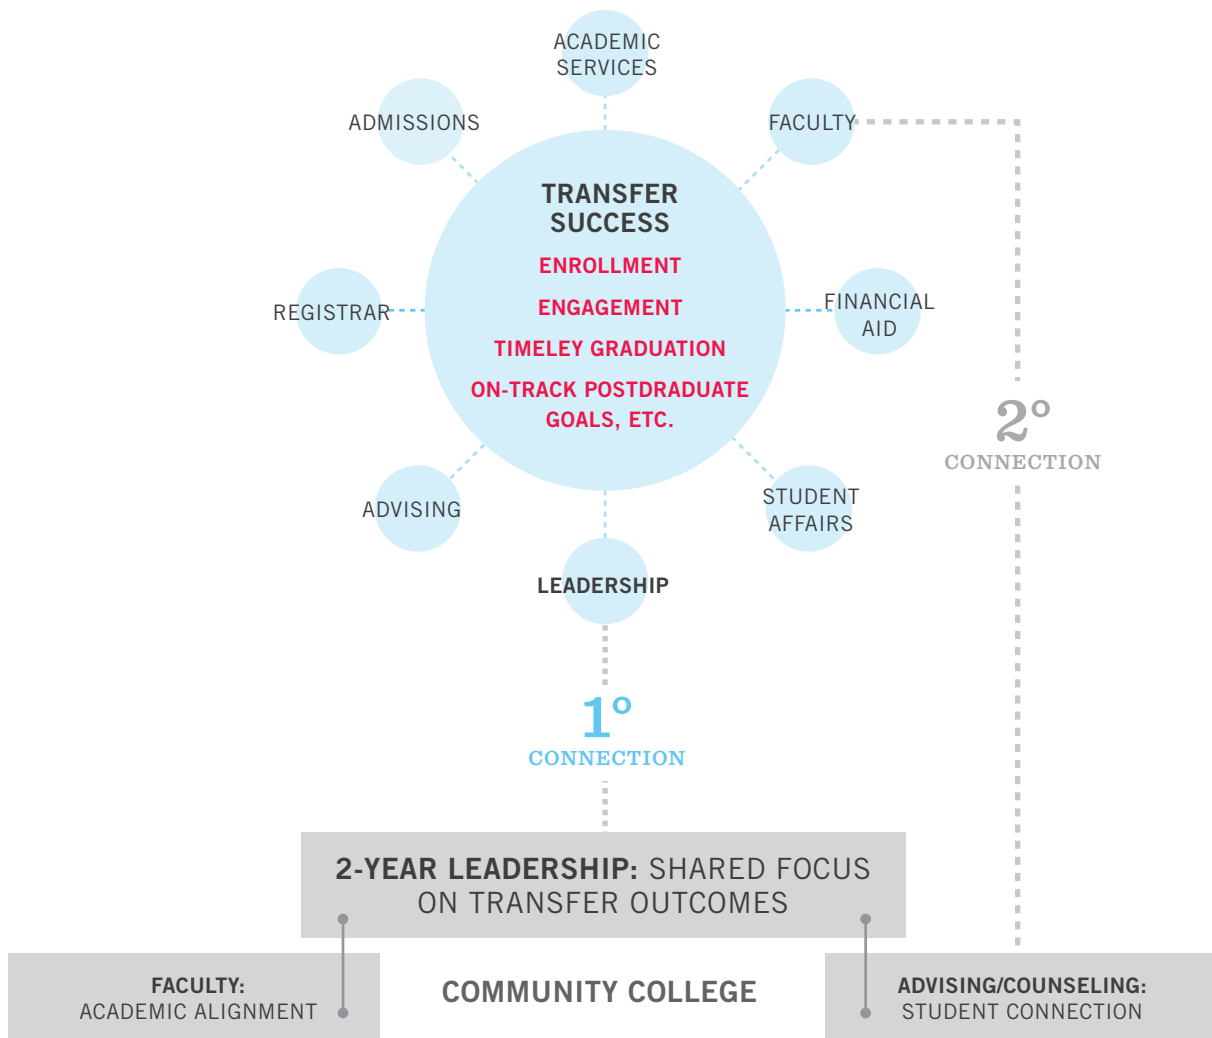 ACADEMIC
SERVICES
ADMISSIONS
FACULTY
TRANSFER
SUCCESS
ENROLLMENT
ENGAGEMENT
TIMELEY GRADUATION
ON-TRACK POSTDRADUATE
GOALS, ETC.
REGISTRAR
FINANCIAL
AID
2°
CONNECTION
ADVISING
STUDENT
AFFAIRS
LEADERSHIP
1°
CONNECTION
2-YEAR LEADERSHIP: SHARED FOCUS
ON TRANSFER OUTCOMES
FACULTY:
ACADEMIC ALIGNMENT
COMMUNITY COLLEGE
ADVISING/COUNSELING:
STUDENT CONNECTION